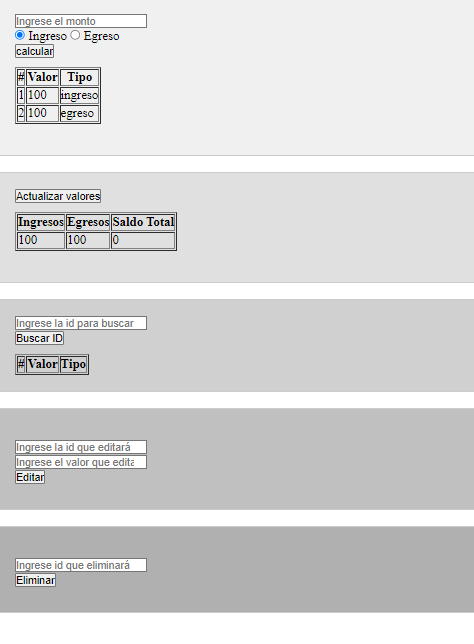 Ingrese el monto
Ingreso Egreso
calcular
# Valor Tipo
1 100 ingreso
2 100 egreso
Actualizar valores
Ingresos Egresos Saldo Total
100 100 0
Ingrese la id para buscar
Buscar ID
# Valor Tipo
Ingrese la id que editará
Ingrese el valor que edita
Editar
Ingrese id que eliminará
Eliminar